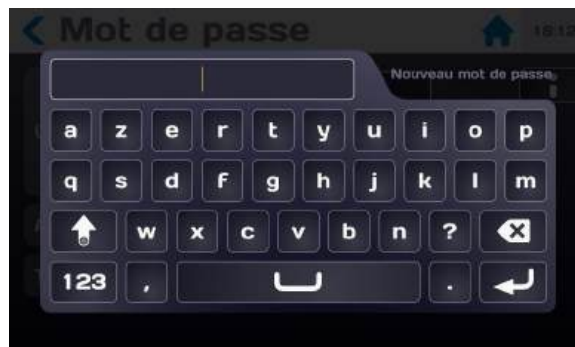 Mot de passe 18:12
Nouveau mot de passe
a z e r t y u i o p
q s d f g h j k l m
w x c v b n ?
123 , .